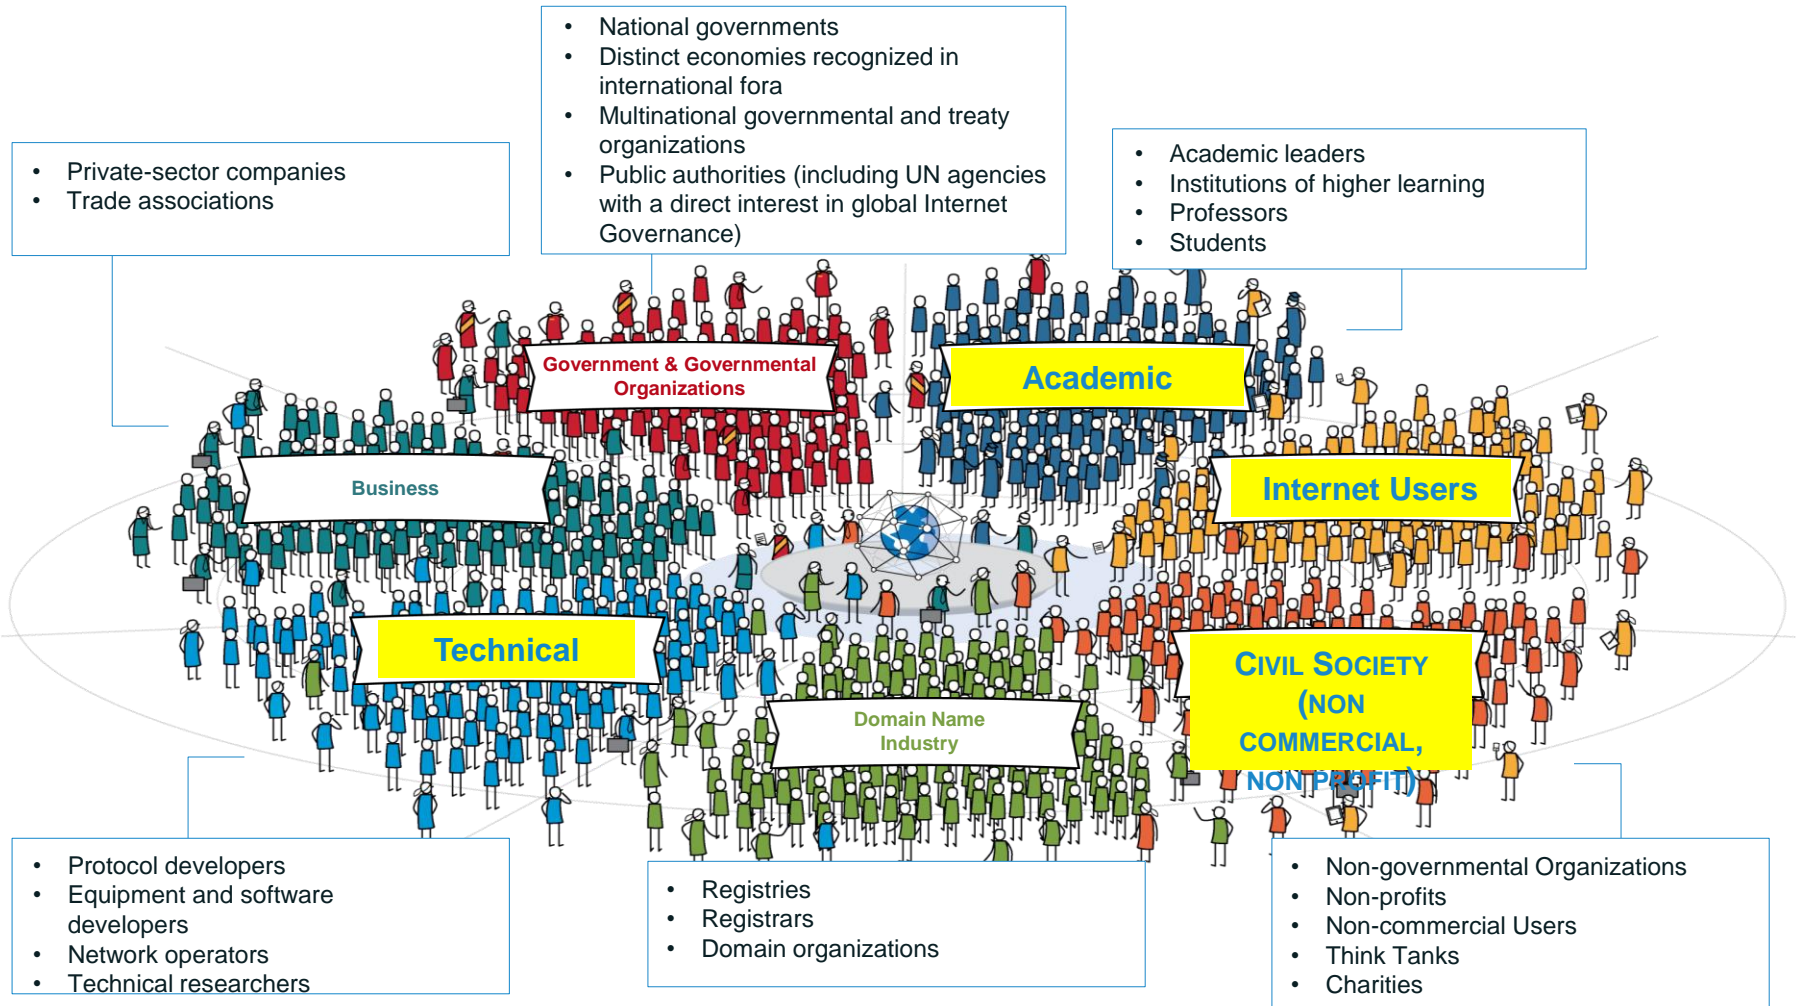 • National governments
• Distinct economies recognized in
international fora
• Multinational governmental and treaty
organizations
• Public authorities (including UN agencies
with a direct interest in global Internet
Governance)
• Private-sector companies
• Trade associations
• Academic leaders
• Institutions of higher learning
• Professors
• Students
Government & Governmental
Organizations
Academic
Business
Internet Users
Technical
CIVIL SOCIETY
(NON
COMMERCIAL,
NON PROFIT)
Domain Name
Industry
• Protocol developers
• Equipment and software
developers
• Network operators
• Technical researchers
• Registries
• Registrars
• Domain organizations
• Non-governmental Organizations
• Non-profits
• Non-commercial Users
• Think Tanks
• Charities